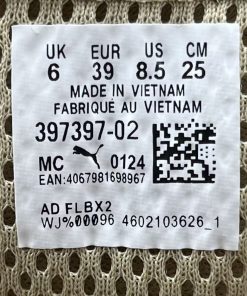 UK EUR US CM
6 39 8.5 25
MADE IN VIETNAM
FABRIQUÉ AU VIETNAM
397397-02
MC 0124
EAN:4067981698967
AD FLBX2
WJ%00096 4602103626_1